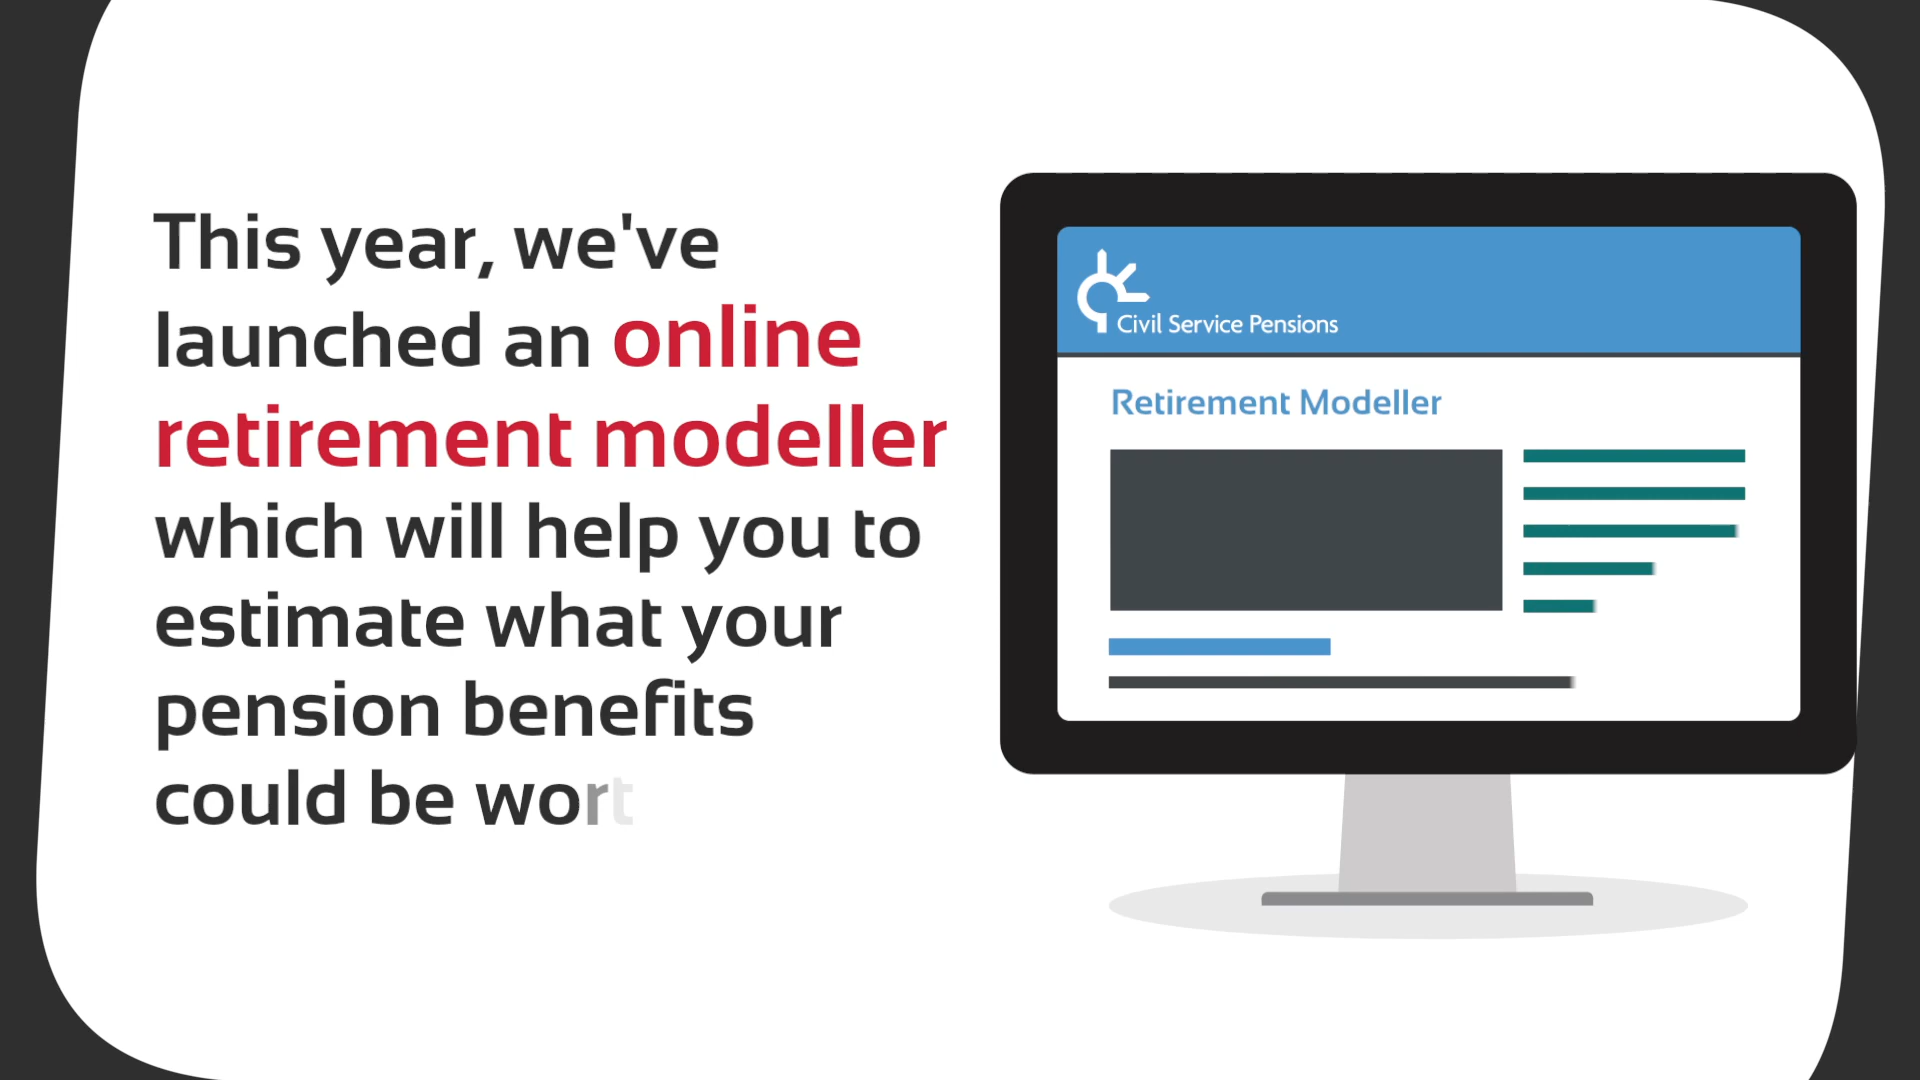 This year, we've
launched an online
retirement modeller
which will help you to
estimate what your
pension benefits
could be wort
Civil Service Pensions
Retirement Modeller